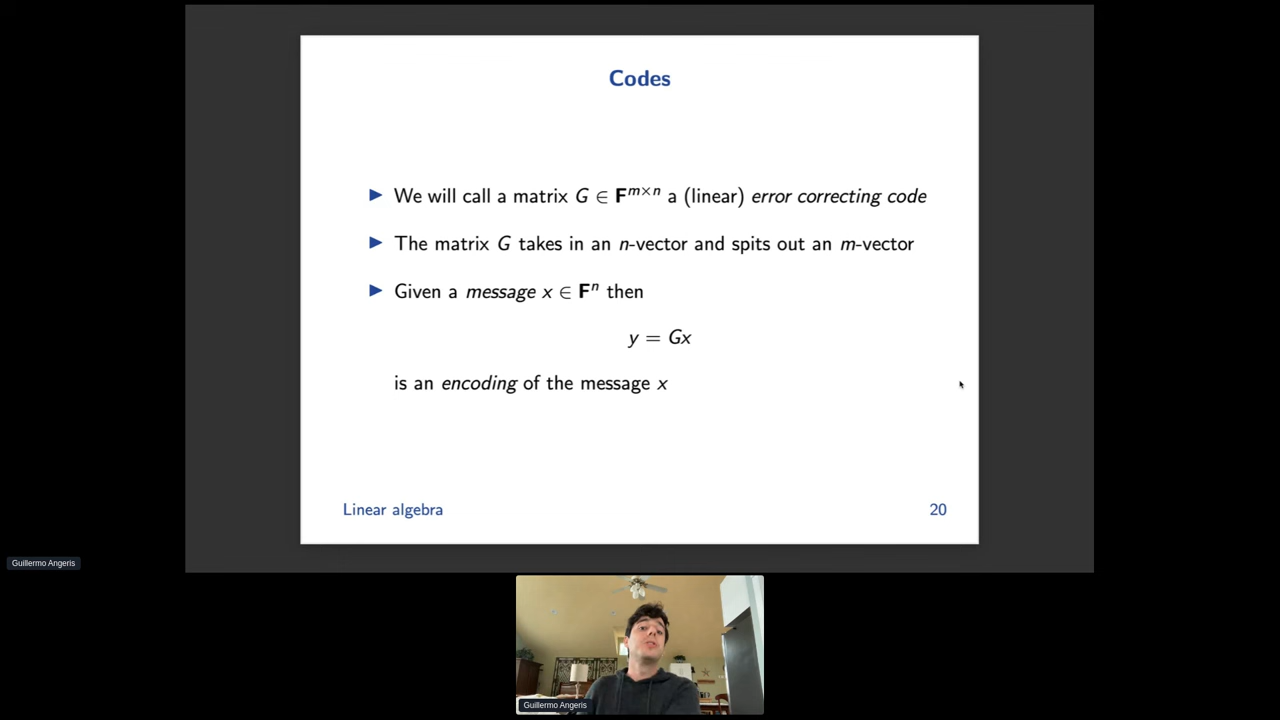 Codes
▶ We will call a matrix G ∈ F^{m×n} a (linear) error correcting code
▶ The matrix G takes in an n-vector and spits out an m-vector
▶ Given a message x ∈ F^n then
y = Gx
is an encoding of the message x
Linear algebra
20
Guillermo Angeris
Guillermo Angeris